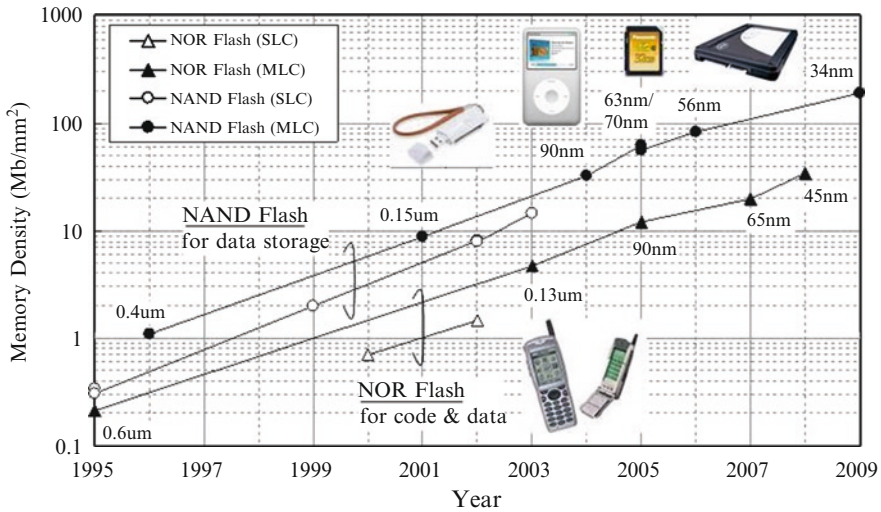 1000
100
10
1
0.1
Memory Density (Mb/mm²)
NOR Flash (SLC)
NOR Flash (MLC)
NAND Flash (SLC)
NAND Flash (MLC)
34nm
63nm/
70nm
56nm
90nm
NAND Flash
for data storage
0.15um
45nm
65nm
90nm
0.13um
0.4um
NOR Flash
for code & data
0.6um
1995
1997
1999
2001
2003
2005
2007
2009
Year
Panasonic